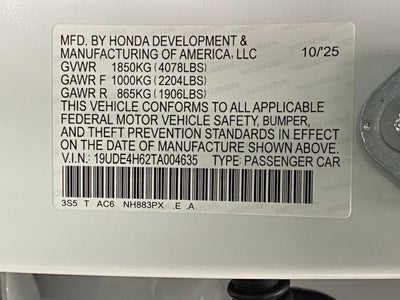 MFD. BY HONDA DEVELOPMENT &
MANUFACTURING OF AMERICA, LLC 10/'25
GVWR 1850KG (4078LBS)
GAWR F 1000KG (2204LBS)
GAWR R 865KG (1906LBS)
THIS VEHICLE CONFORMS TO ALL APPLICABLE
FEDERAL MOTOR VEHICLE SAFETY, BUMPER,
AND THEFT PREVENTION STANDARDS IN EFFECT
ON THE DATE OF MANUFACTURE SHOWN ABOVE.
V.I.N.: 19UDE4H62TA004635 TYPE: PASSENGER CAR
3S5 T AC6 NH883PX .E .A